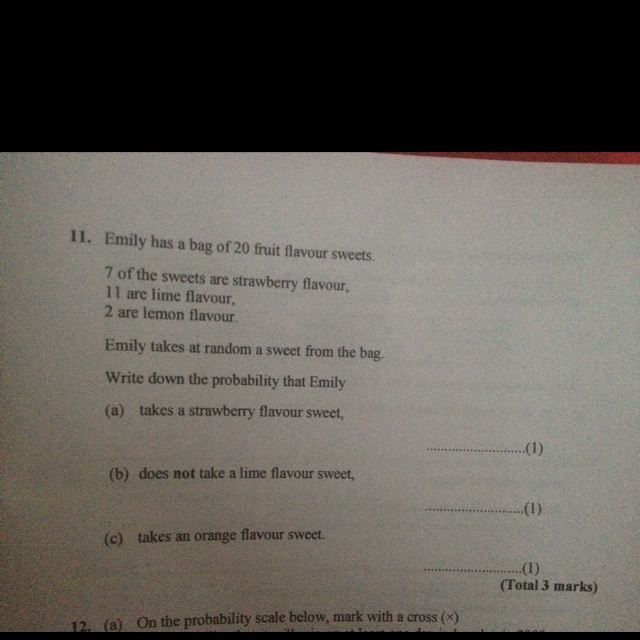 11. Emily has a bag of 20 fruit flavour sweets.
7 of the sweets are strawberry flavour,
11 are lime flavour,
2 are lemon flavour.
Emily takes at random a sweet from the bag.
Write down the probability that Emily
(a) takes a strawberry flavour sweet,
..........................(1)
(b) does not take a lime flavour sweet,
..........................(1)
(c) takes an orange flavour sweet.
..........................(1)
(Total 3 marks)
12. (a) On the probability scale below, mark with a cross (×)